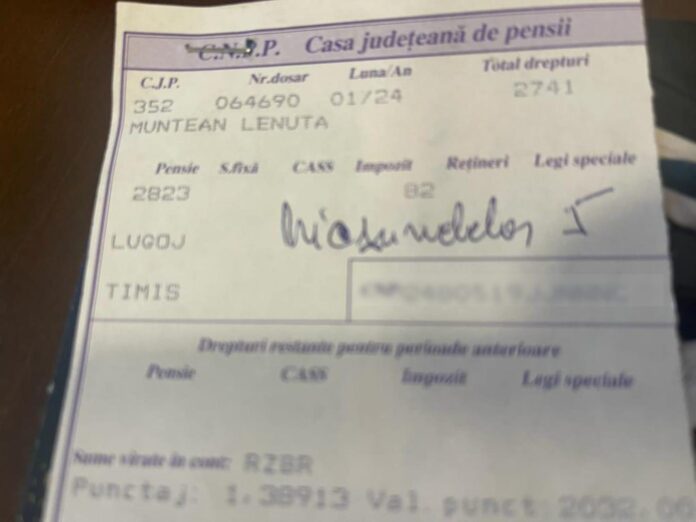 C.N.P.P. Casa județeană de pensii
C.J.P. Nr.dosar Luna/An Total drepturi
352 064690 01/24 2741
MUNTEAN LENUTA
Pensie S.fixă CASS Impozit Rețineri Legi speciale
2823 82
LUGOJ
TIMIS
Drepturi restante pentru perioade anterioare
Pensie CASS Impozit Legi speciale
Sume virate în cont: RZBR
Punctaj: 1.38913 Val. punct: 2032.00